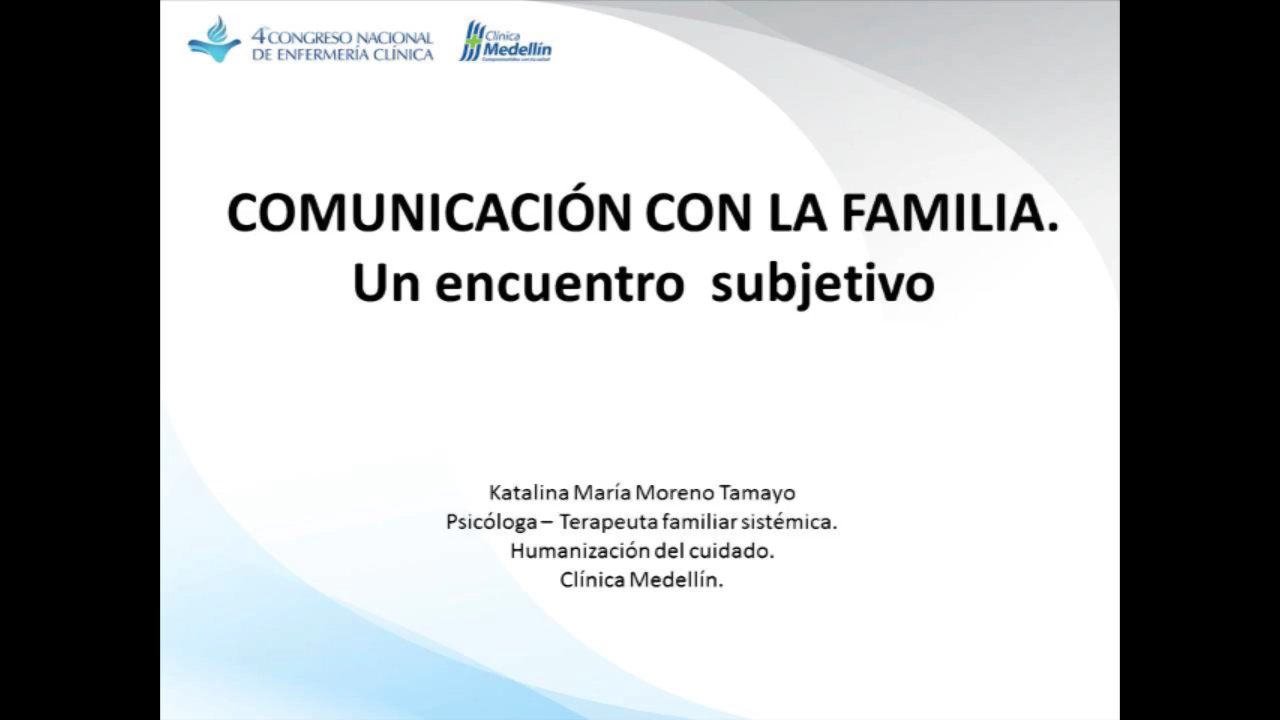 4º CONGRESO NACIONAL
DE ENFERMERÍA CLÍNICA
Clínica
Medellín
COMUNICACIÓN CON LA FAMILIA.
Un encuentro subjetivo
Katalina María Moreno Tamayo
Psicóloga – Terapeuta familiar sistémica.
Humanización del cuidado.
Clínica Medellín.